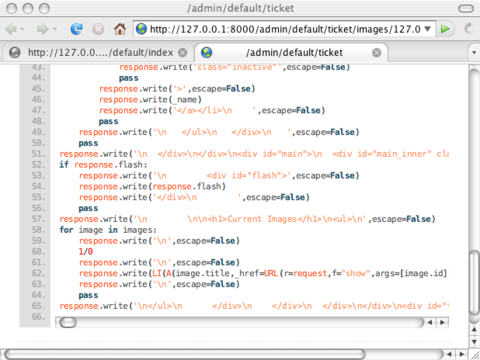 /admin/default/ticket
http://127.0.0.1:8000/admin/default/ticket/images/127.0
http://127.0.0..../default/index
/admin/default/ticket
43. response.write('class="inactive"',escape=False)
44. pass
45. response.write('>',escape=False)
46. response.write(_name)
47. response.write('</a></li>\n    ',escape=False)
48. pass
49. response.write('\n   </ul>\n   </div>\n   ',escape=False)
50. pass
51. response.write('\n  </div>\n</div>\n<div id="main">\n  <div id="main_inner" cla
52. if response.flash:
53. response.write('\n        <div id="flash">',escape=False)
54. response.write(response.flash)
55. response.write('</div>\n        ',escape=False)
56. pass
57. response.write('\n        \n\n<h1>Current Images</h1>\n<ul>\n',escape=False)
58. for image in images:
59. response.write('\n',escape=False)
60. 1/0
61. response.write('\n',escape=False)
62. response.write(LI(A(image.title,_href=URL(r=request,f="show",args=[image.id]
63. response.write('\n',escape=False)
64. pass
65. response.write('\n</ul>\n      </div>\n    </div>\n  </div>\n</div>\n<div id="f
66.